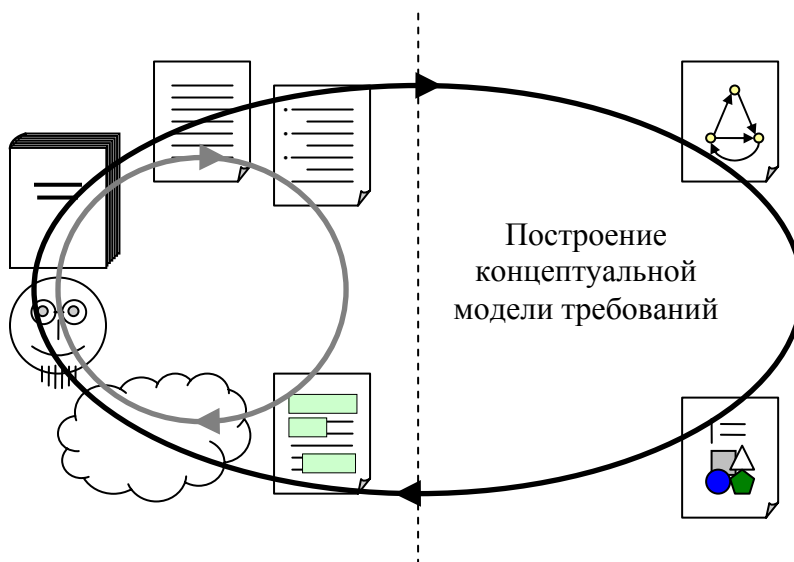 Построение
концептуальной
модели требований